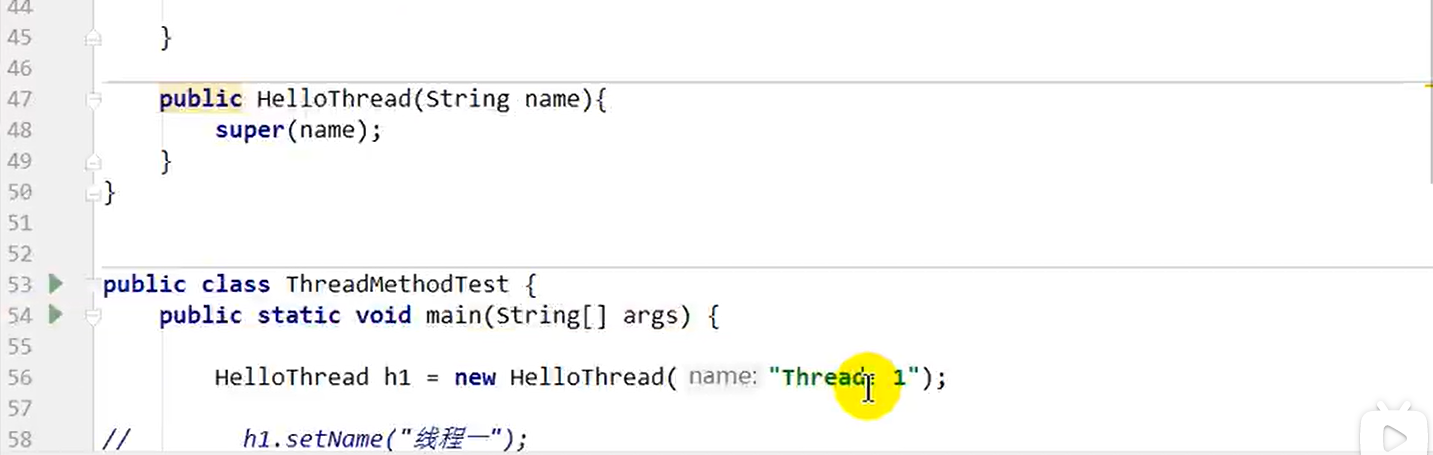 44
45 }
46
47 public HelloThread(String name){
48 super(name);
49 }
50 }
51
52
53 public class ThreadMethodTest {
54 public static void main(String[] args) {
55
56 HelloThread h1 = new HelloThread( name: "Thread: 1");
57
58 // h1.setName("线程一");